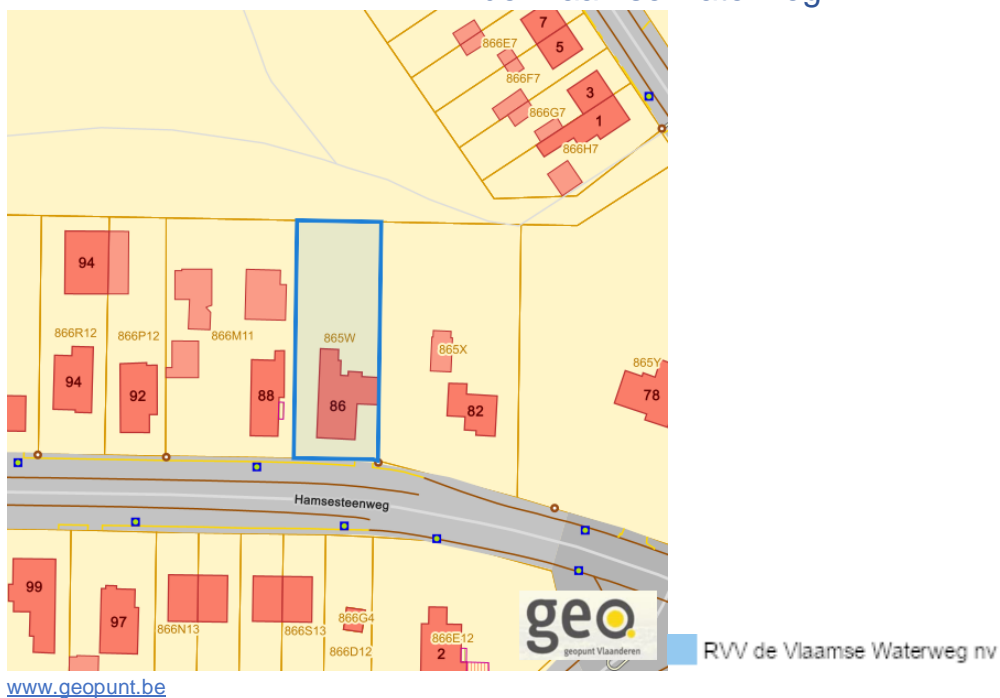 7
5
866E7
866F7
866G7
3
1
866H7
94
866R12
866P12
866M11
865W
865X
865Y
94
92
88
86
82
78
Hamsesteenweg
99
97
866N13
866S13
866G4
866D12
866E12
2
geo
geopunt Vlaanderen
RVV de Vlaamse Waterweg nv
www.geopunt.be